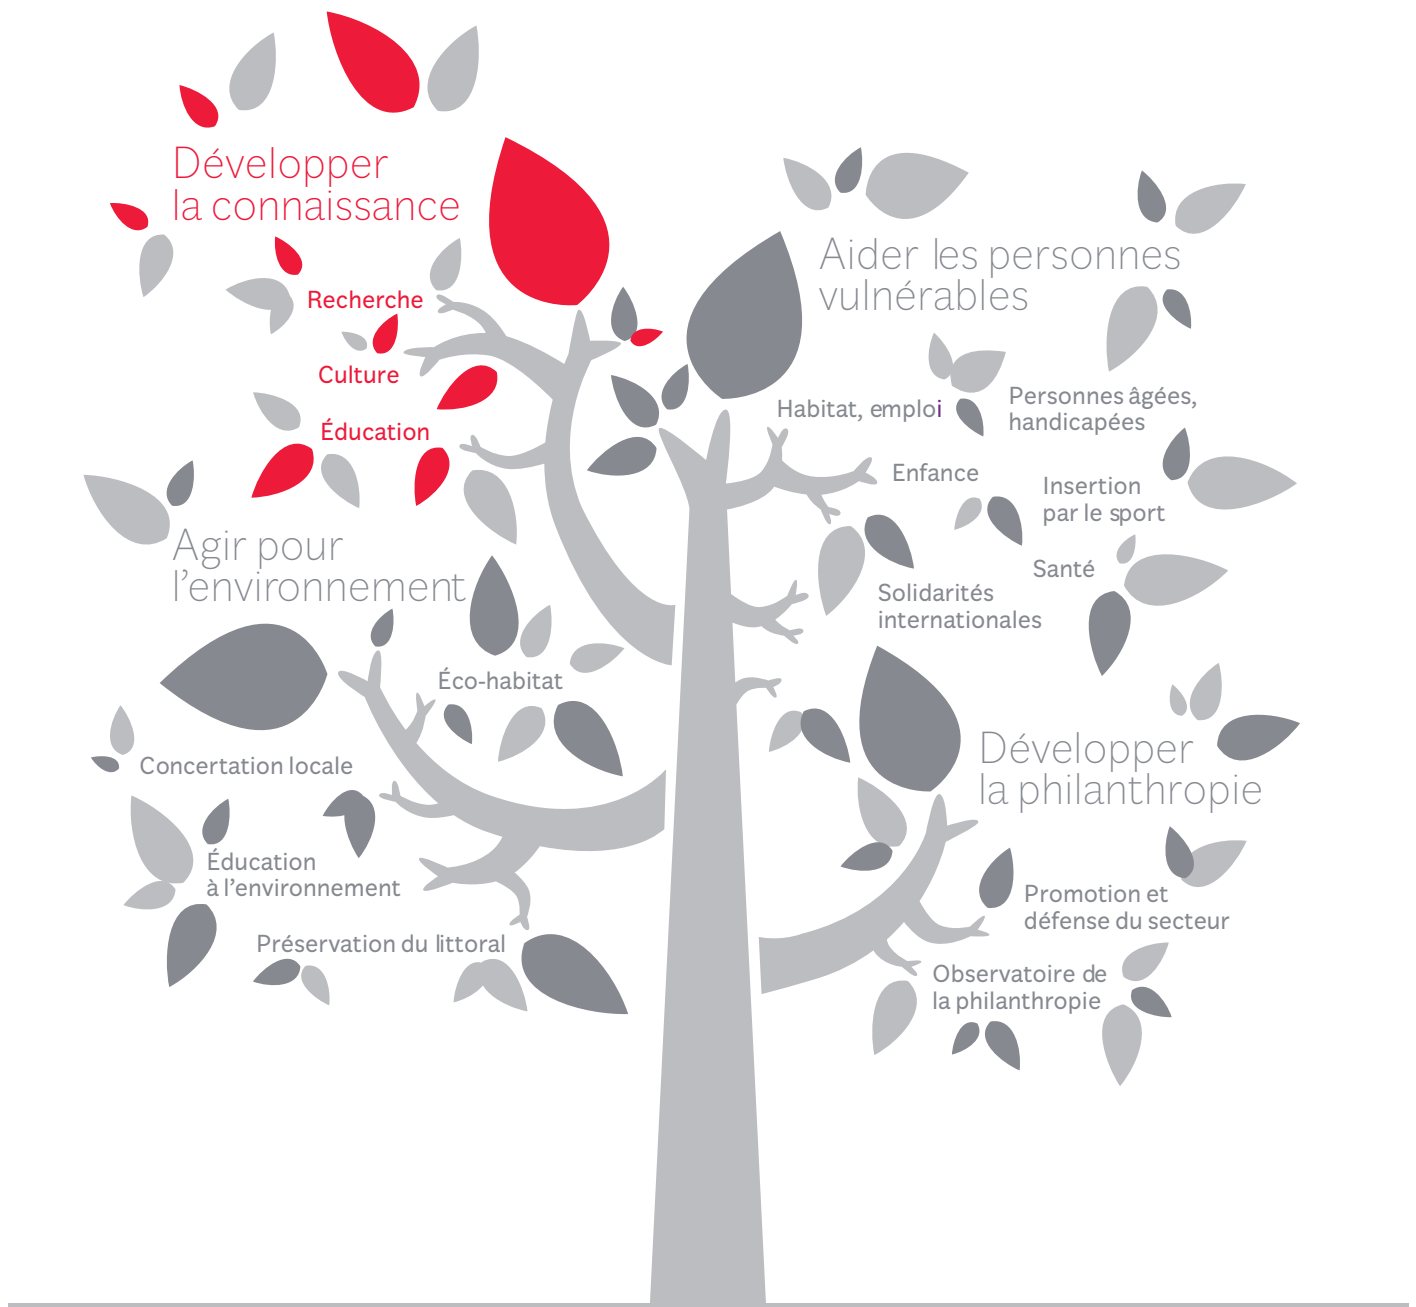 Développer
la connaissance
Recherche
Culture
Éducation
Aider les personnes
vulnérables
Habitat, emploi
Personnes âgées,
handicapées
Enfance
Insertion
par le sport
Santé
Solidarités
internationales
Agir pour
l’environnement
Éco-habitat
Concertation locale
Éducation
à l’environnement
Préservation du littoral
Développer
la philanthropie
Promotion et
défense du secteur
Observatoire de
la philanthropie